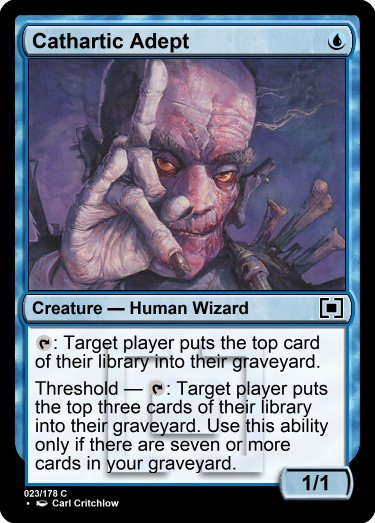 Cathartic Adept
Creature — Human Wizard
: Target player puts the top card
of their library into their graveyard.
Threshold — : Target player puts
the top three cards of their library
into their graveyard. Use this ability
only if there are seven or more
cards in your graveyard.
1/1
023/178 C
• Carl Critchlow